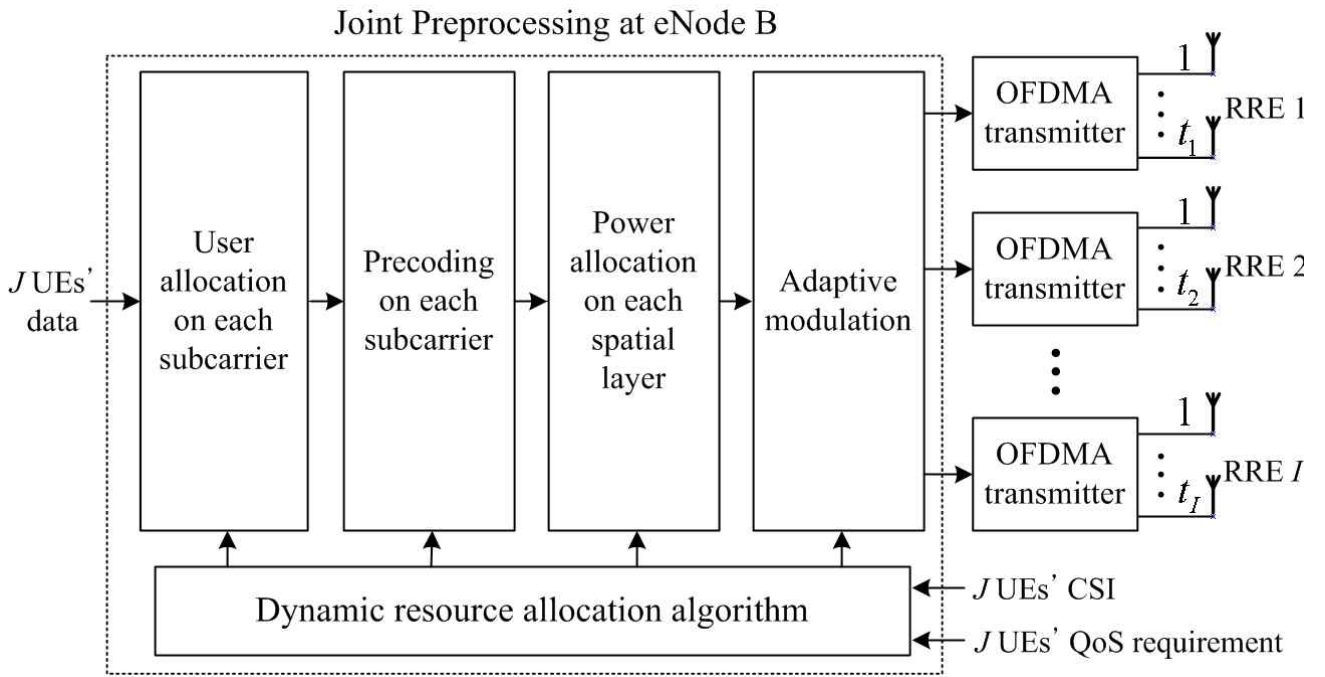 Joint Preprocessing at eNode B
J UEs' data
User allocation on each subcarrier
Precoding on each subcarrier
Power allocation on each spatial layer
Adaptive modulation
OFDMA transmitter
1
t1
RRE 1
OFDMA transmitter
1
t2
RRE 2
OFDMA transmitter
1
tI
RRE I
Dynamic resource allocation algorithm
J UEs' CSI
J UEs' QoS requirement